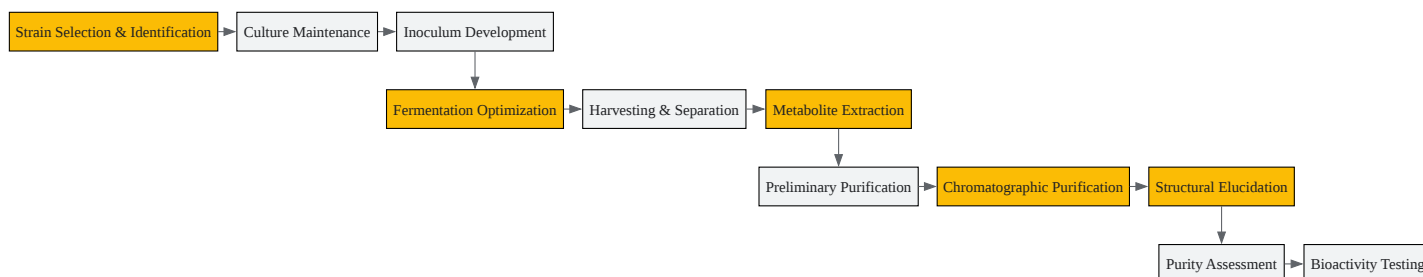 Strain Selection & Identification
Culture Maintenance
Inoculum Development
Fermentation Optimization
Harvesting & Separation
Metabolite Extraction
Preliminary Purification
Chromatographic Purification
Structural Elucidation
Purity Assessment
Bioactivity Testing